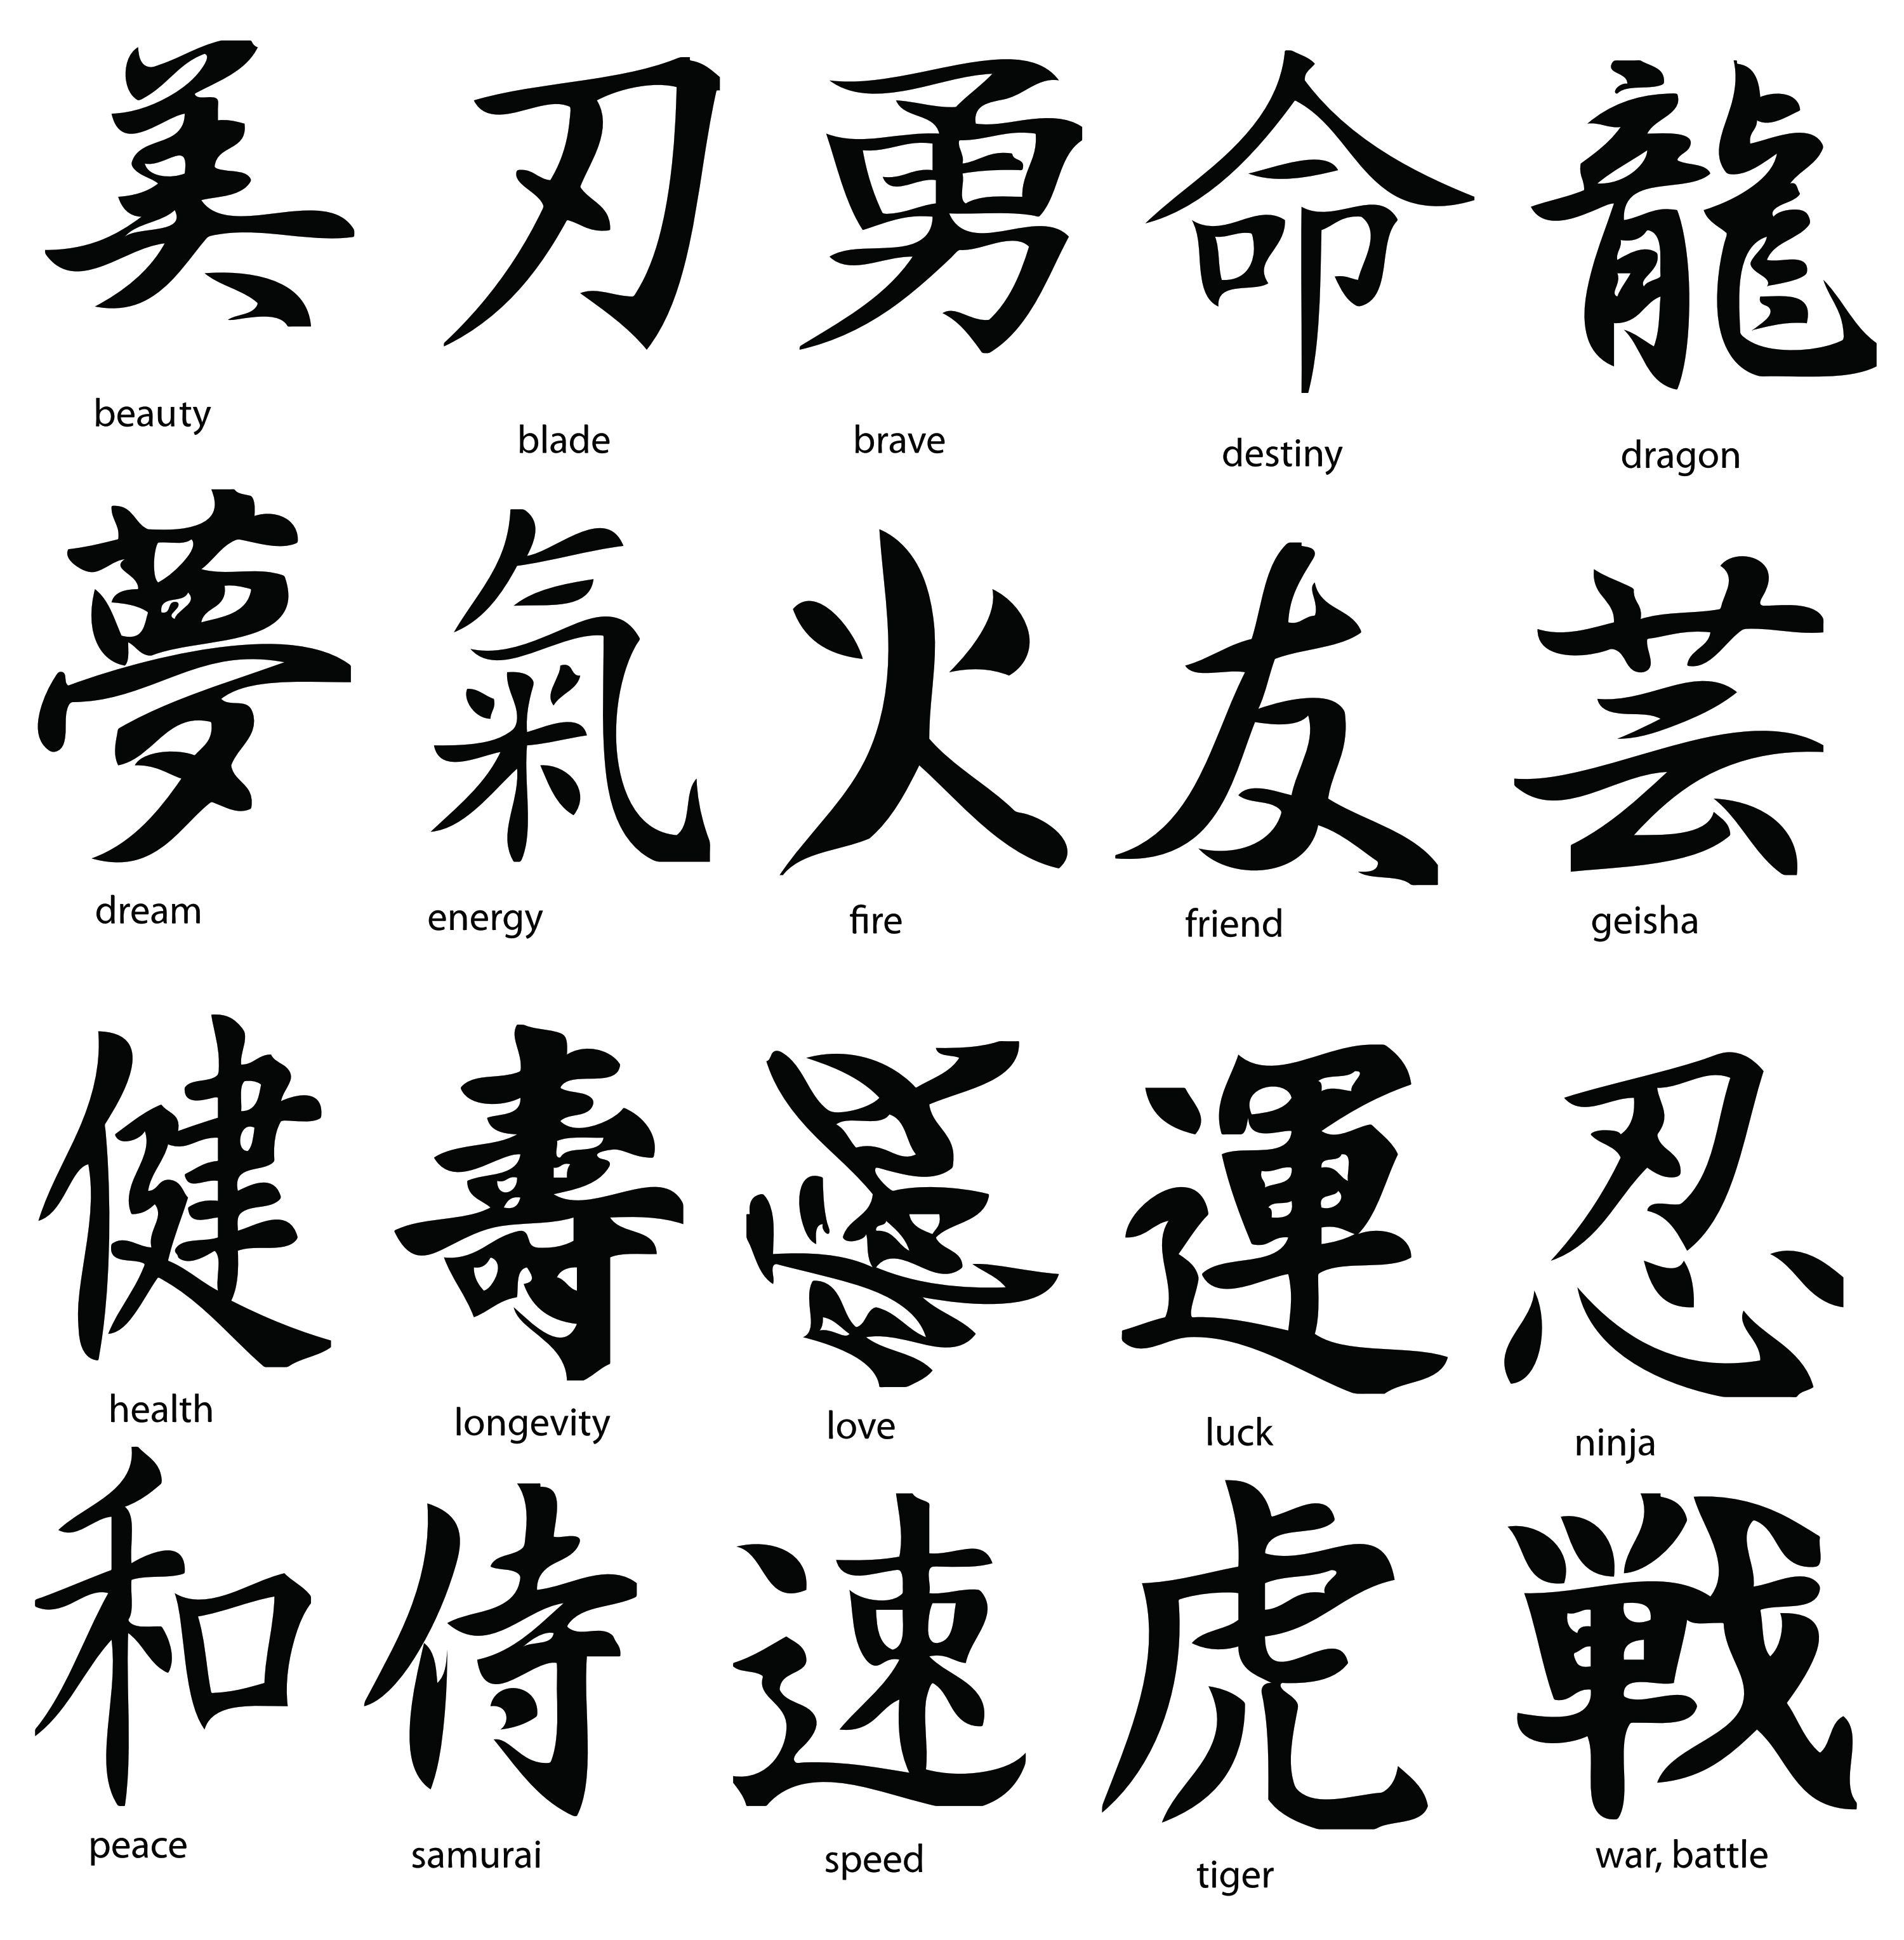 美 刃 勇 命 龍
beauty blade brave destiny dragon
夢 氣 火 友 芸
dream energy fire friend geisha
健 寿 愛 運 忍
health longevity love luck ninja
和 侍 速 虎 戦
peace samurai speed tiger war, battle